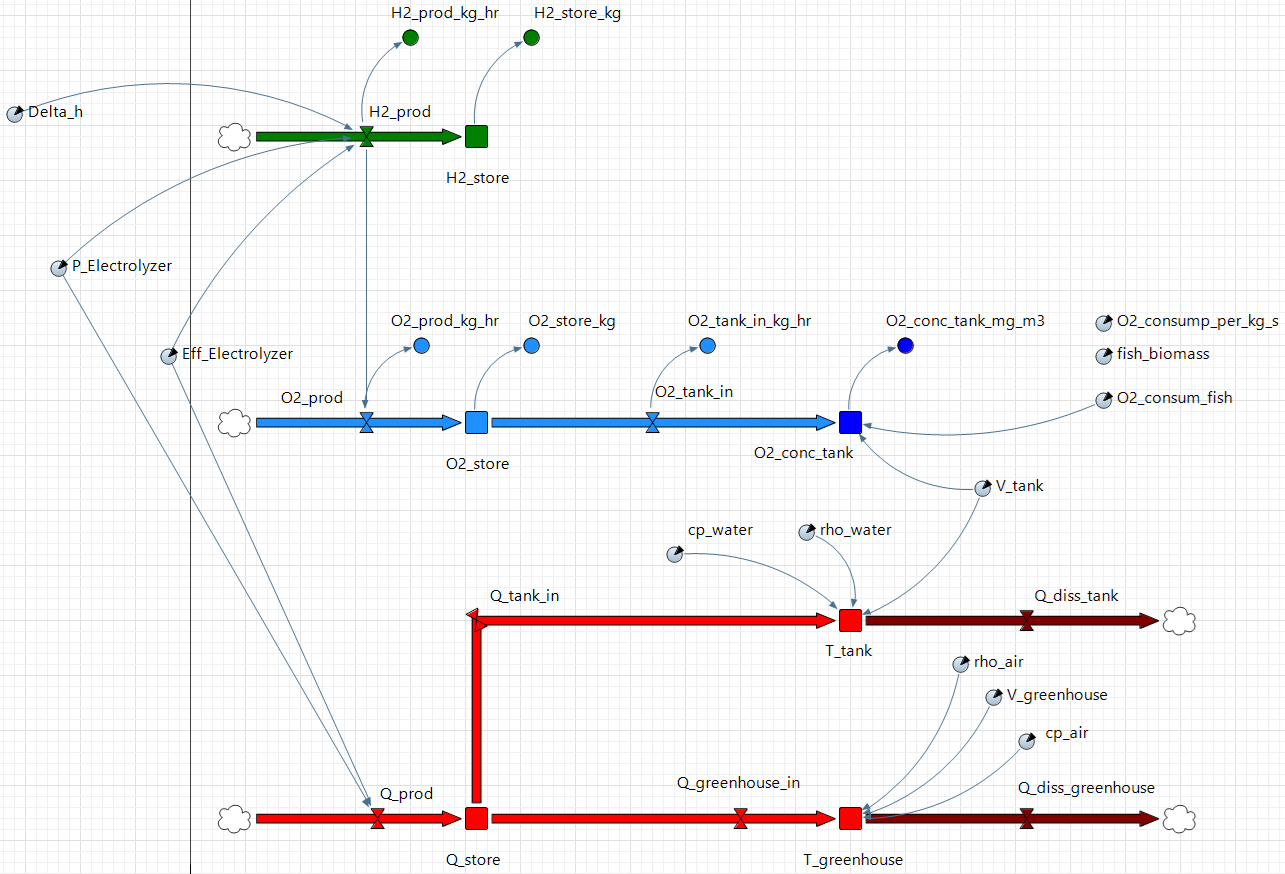 H2_prod_kg_hr
H2_store_kg
Delta_h
H2_prod
H2_store
P_Electrolyzer
O2_prod_kg_hr
O2_store_kg
O2_tank_in_kg_hr
O2_conc_tank_mg_m3
O2_consump_per_kg_s
Eff_Electrolyzer
fish_biomass
O2_prod
O2_tank_in
O2_consum_fish
O2_store
O2_conc_tank
V_tank
cp_water
rho_water
Q_tank_in
Q_diss_tank
T_tank
rho_air
V_greenhouse
cp_air
Q_greenhouse_in
Q_diss_greenhouse
Q_prod
Q_store
T_greenhouse